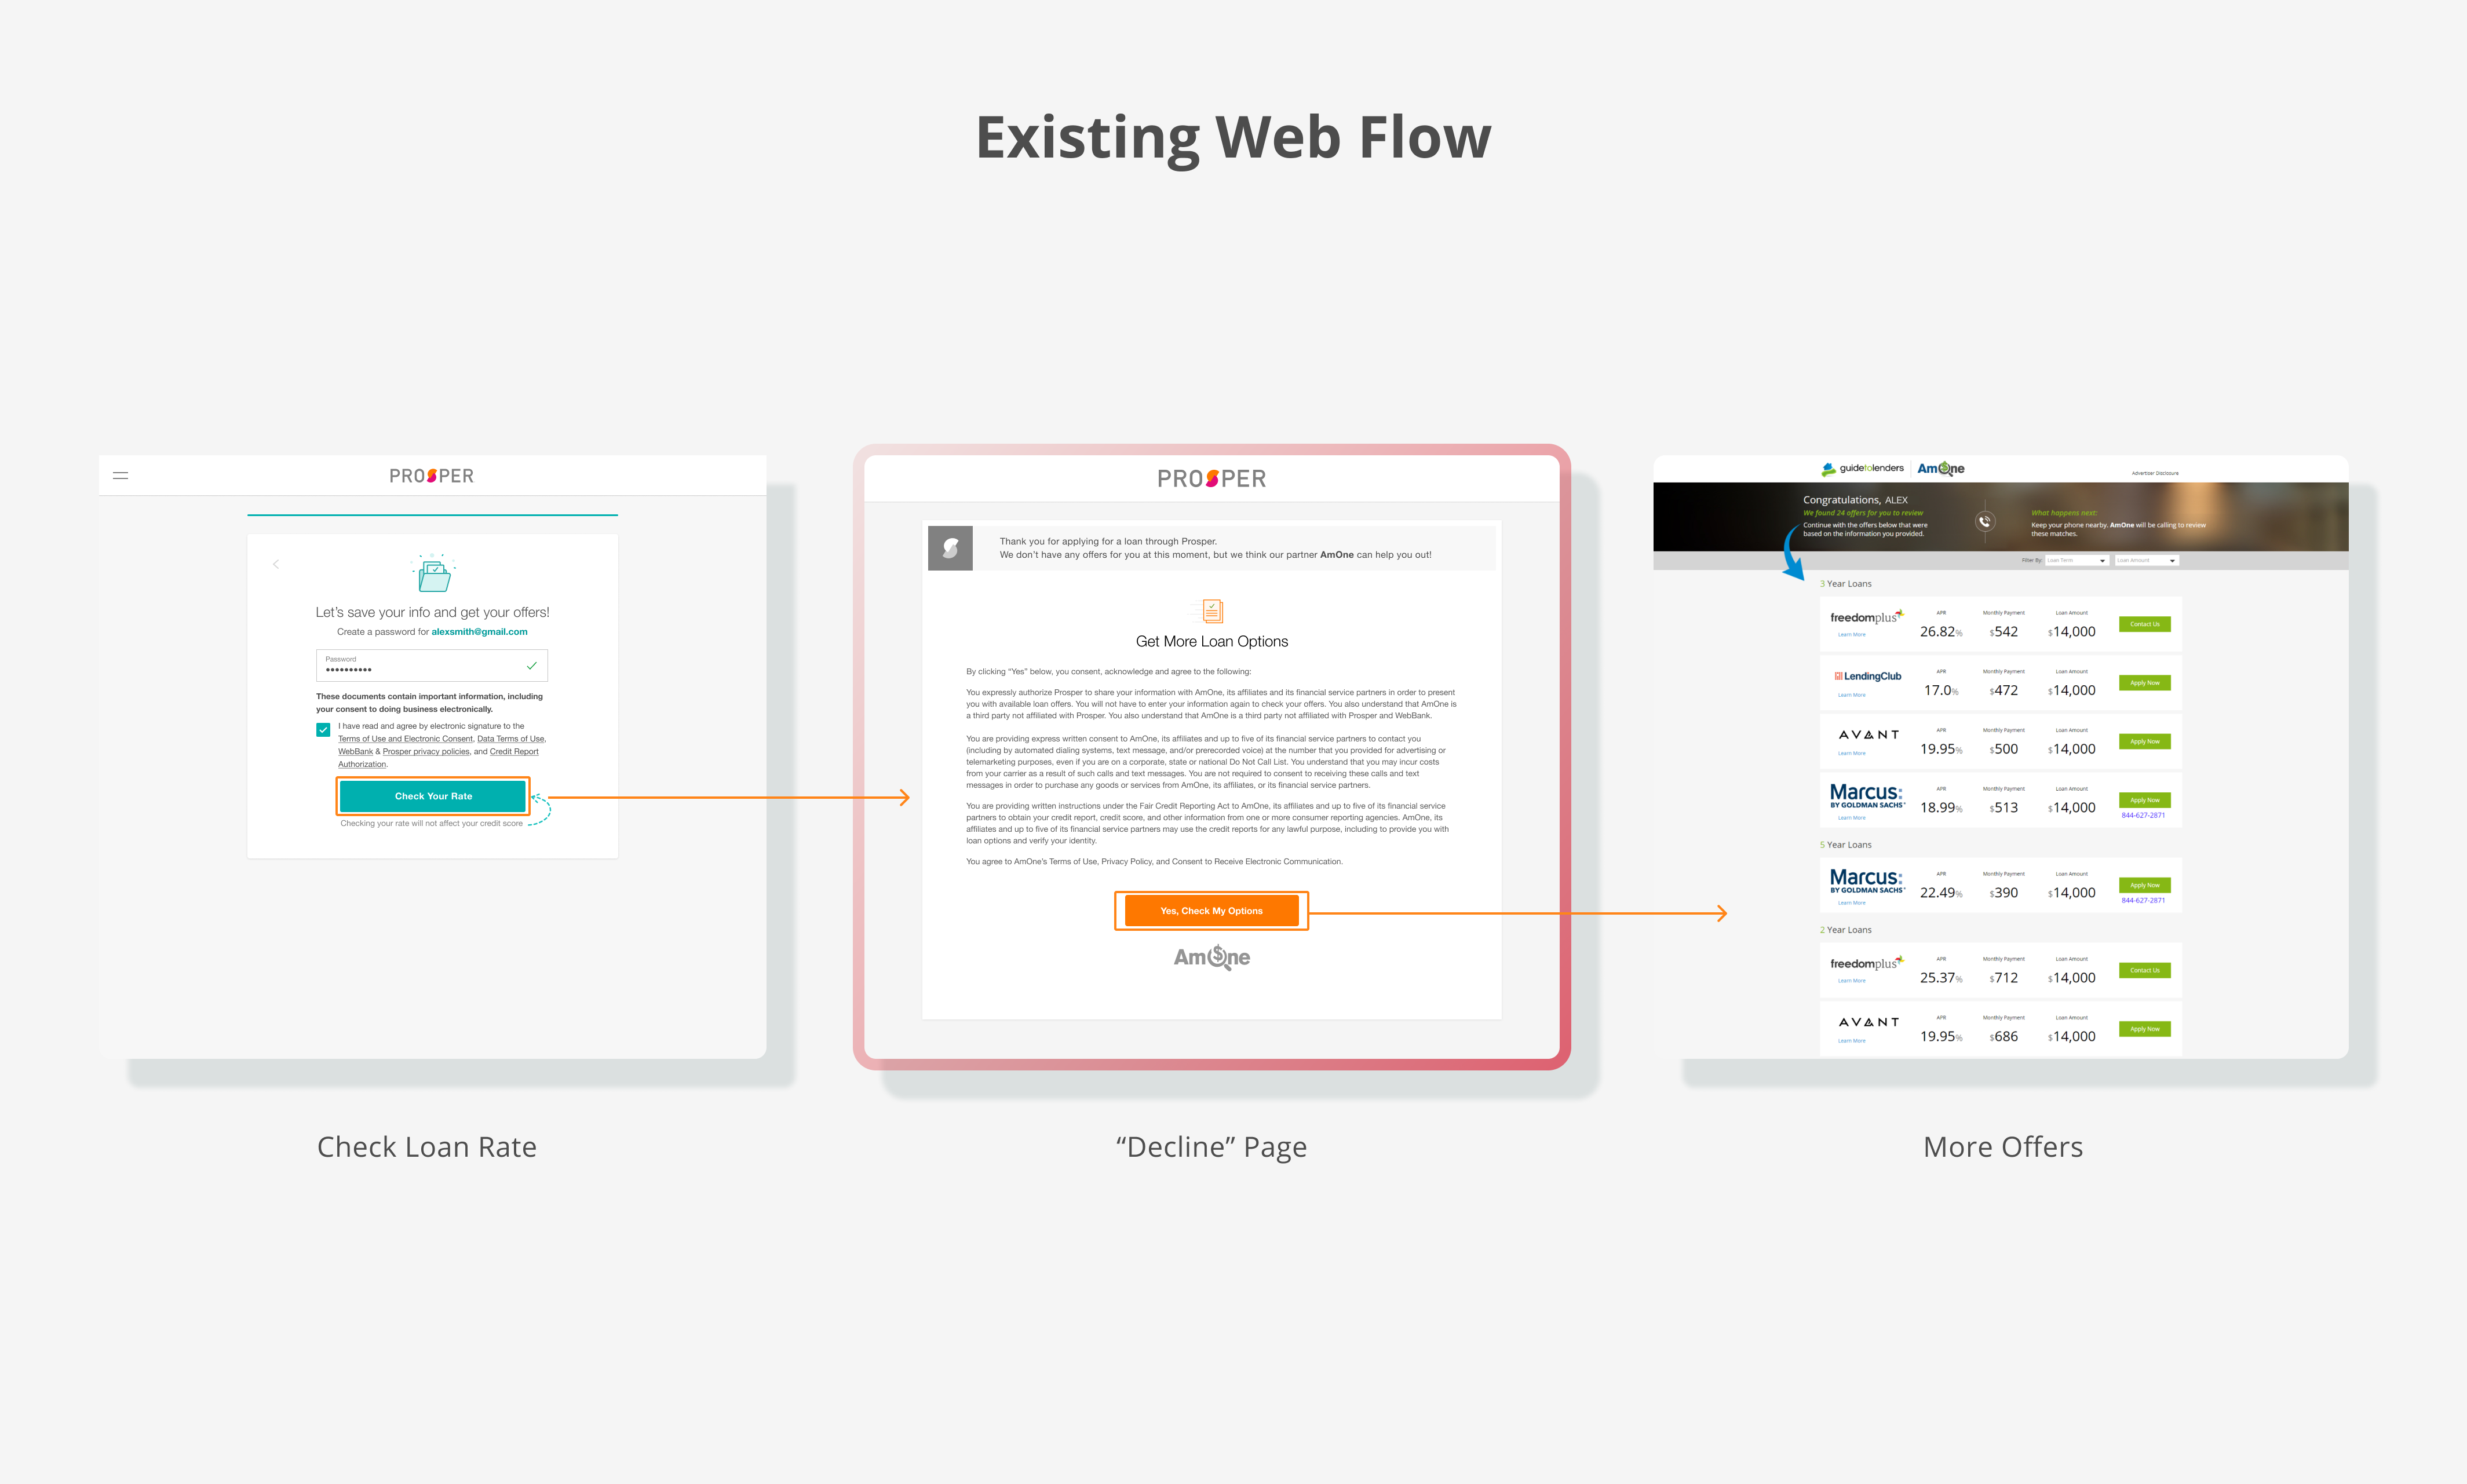 Existing Web Flow
PROSPER
Let's save your info and get your offers!
Create a password for alexsmith@gmail.com
Password
••••••••••
These documents contain important information, including
your consent to doing business electronically.
I have read and agree by electronic signature to the
Terms of Use and Electronic Consent, Data Terms of Use,
WebBank & Prosper privacy policies, and Credit Report
Authorization.
Check Your Rate
Checking your rate will not affect your credit score
Check Loan Rate
PROSPER
Thank you for applying for a loan through Prosper.
We don't have any offers for you at this moment, but we think our partner AmOne can help you out!
Get More Loan Options
By clicking “Yes” below, you consent, acknowledge and agree to the following:
You expressly authorize Prosper to share your information with AmOne, its affiliates and its financial service partners in order to present
you with available loan offers. You will not have to enter your information again to check your offers. You also understand that AmOne is
a third party not affiliated with Prosper. You also understand that AmOne is a third party not affiliated with Prosper and WebBank.
You are providing express written consent to AmOne, its affiliates and up to five of its financial service partners to contact you
(including by automated dialing systems, text message, and/or prerecorded voice) at the number that you provided for advertising or
telemarketing purposes, even if you are on a corporate, state or national Do Not Call List. You understand that you may incur costs
from your carrier as a result of such calls and text messages. You are not required to consent to receiving these calls and text
messages in order to purchase any goods or services from AmOne, its affiliates, or its financial service partners.
You are providing written instructions under the Fair Credit Reporting Act to AmOne, its affiliates and up to five of its financial service
partners to obtain your credit report, credit score, and other information from one or more consumer reporting agencies. AmOne, its
affiliates and up to five of its financial service partners may use the credit reports for any lawful purpose, including to provide you with
loan options and verify your identity.
You agree to AmOne's Terms of Use, Privacy Policy, and Consent to Receive Electronic Communication.
Yes, Check My Options
AmOne
“Decline” Page
guidetolenders AmOne
Advertiser Disclosure
Congratulations, ALEX
We found 24 offers for you to review
Continue with the offers below that were
based on the information you provided.
What happens next:
Keep your phone nearby. AmOne will be calling to review
these matches.
Filter By: Loan Term Loan Amount
3 Year Loans
freedomplus
Learn More
APR Monthly Payment Loan Amount
26.82% $542 $14,000
Contact Us
LendingClub
Learn More
APR Monthly Payment Loan Amount
17.0% $472 $14,000
Apply Now
AVANT
Learn More
APR Monthly Payment Loan Amount
19.95% $500 $14,000
Apply Now
Marcus:
BY GOLDMAN SACHS®
Learn More
APR Monthly Payment Loan Amount
18.99% $513 $14,000
Apply Now
844-627-2871
5 Year Loans
Marcus:
BY GOLDMAN SACHS®
Learn More
APR Monthly Payment Loan Amount
22.49% $390 $14,000
Apply Now
844-627-2871
2 Year Loans
freedomplus
Learn More
APR Monthly Payment Loan Amount
25.37% $712 $14,000
Contact Us
AVANT
Learn More
APR Monthly Payment Loan Amount
19.95% $686 $14,000
Apply Now
More Offers